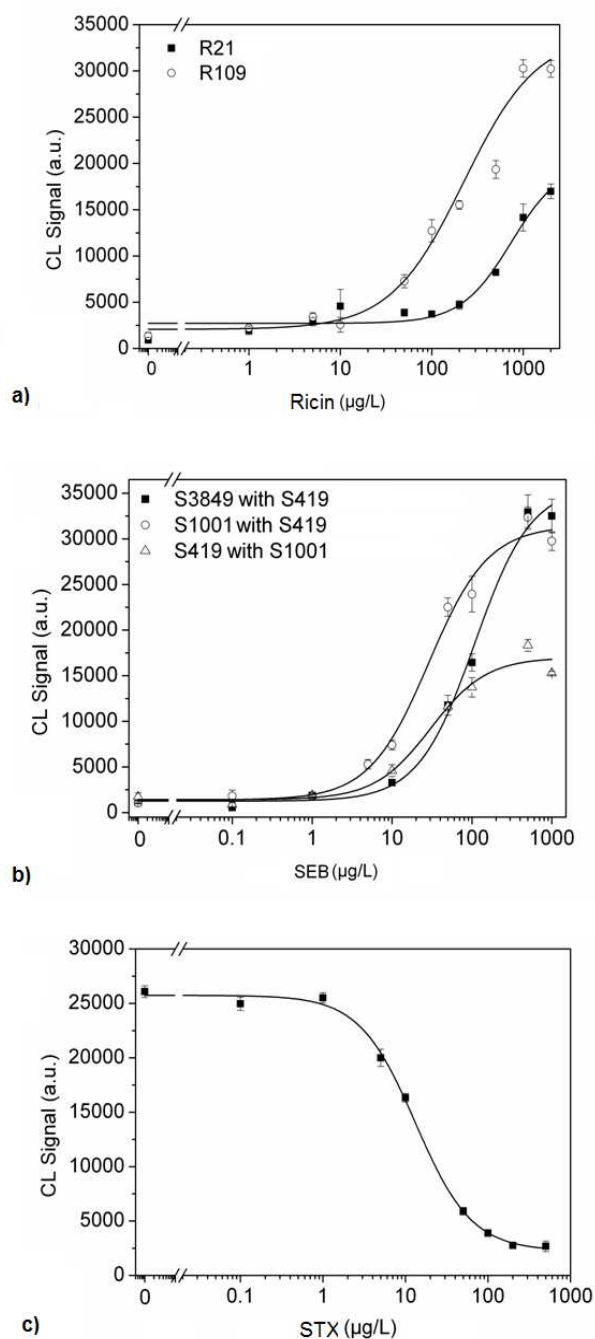 35000
30000
25000
20000
15000
10000
5000
0
CL Signal (a.u.)
R21
R109
0 1 10 100 1000
Ricin (µg/L)
a)
35000
30000
25000
20000
15000
10000
5000
0
CL Signal (a.u.)
S3849 with S419
S1001 with S419
S419 with S1001
0 0.1 1 10 100 1000
SEB (µg/L)
b)
30000
25000
20000
15000
10000
5000
0
CL Signal (a.u.)
0 0.1 1 10 100 1000
STX (µg/L)
c)